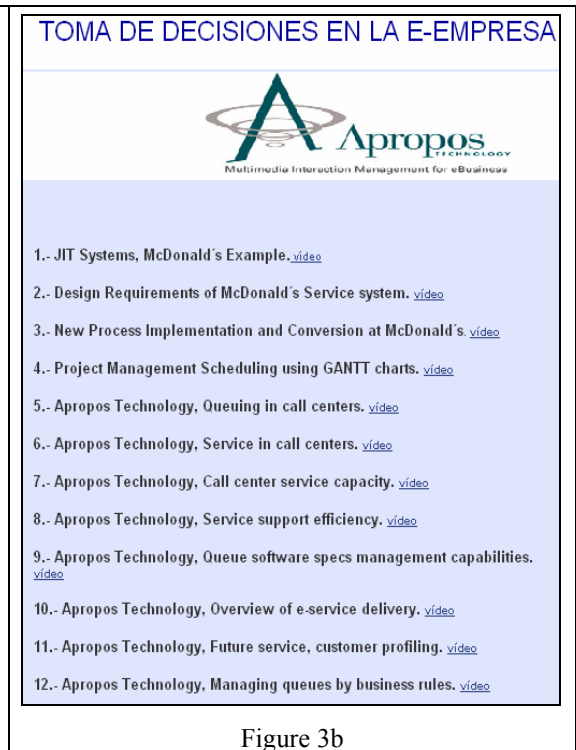 TOMA DE DECISIONES EN LA E-EMPRESA
Apropos
TECHNOLOGY
Multimedia Interaction Management for eBusiness
1.- JIT Systems, McDonald´s Example. vídeo
2.- Design Requirements of McDonald´s Service system. vídeo
3.- New Process Implementation and Conversion at McDonald´s. vídeo
4.- Project Management Scheduling using GANTT charts. vídeo
5.- Apropos Technology, Queuing in call centers. vídeo
6.- Apropos Technology, Service in call centers. vídeo
7.- Apropos Technology, Call center service capacity. vídeo
8.- Apropos Technology, Service support efficiency. vídeo
9.- Apropos Technology, Queue software specs management capabilities.
vídeo
10.- Apropos Technology, Overview of e-service delivery. vídeo
11.- Apropos Technology, Future service, customer profiling. vídeo
12.- Apropos Technology, Managing queues by business rules. vídeo
Figure 3b